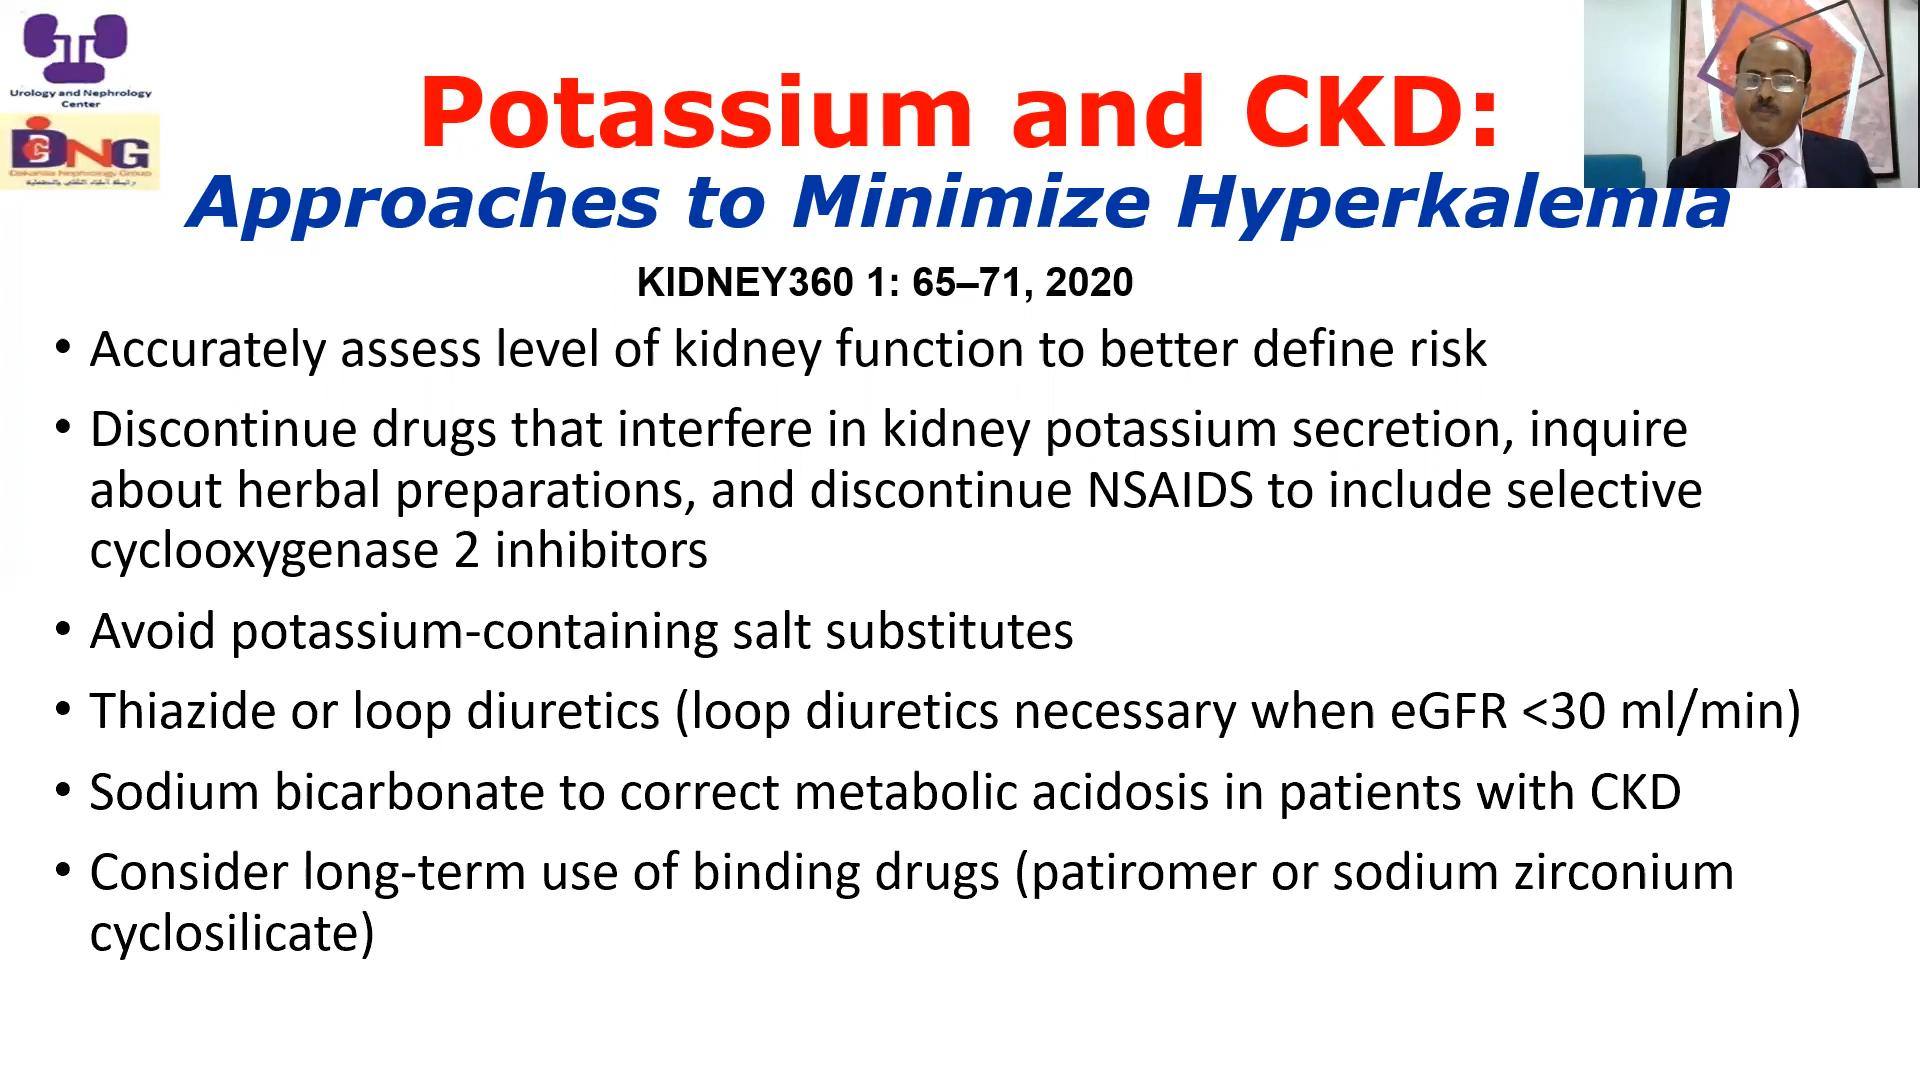 Urology and Nephrology
Center
DNG
Dakahlia Nephrology Group
Potassium and CKD:
Approaches to Minimize Hyperkalemia
KIDNEY360 1: 65–71, 2020
• Accurately assess level of kidney function to better define risk
• Discontinue drugs that interfere in kidney potassium secretion, inquire
about herbal preparations, and discontinue NSAIDS to include selective
cyclooxygenase 2 inhibitors
• Avoid potassium-containing salt substitutes
• Thiazide or loop diuretics (loop diuretics necessary when eGFR <30 ml/min)
• Sodium bicarbonate to correct metabolic acidosis in patients with CKD
• Consider long-term use of binding drugs (patiromer or sodium zirconium
cyclosilicate)